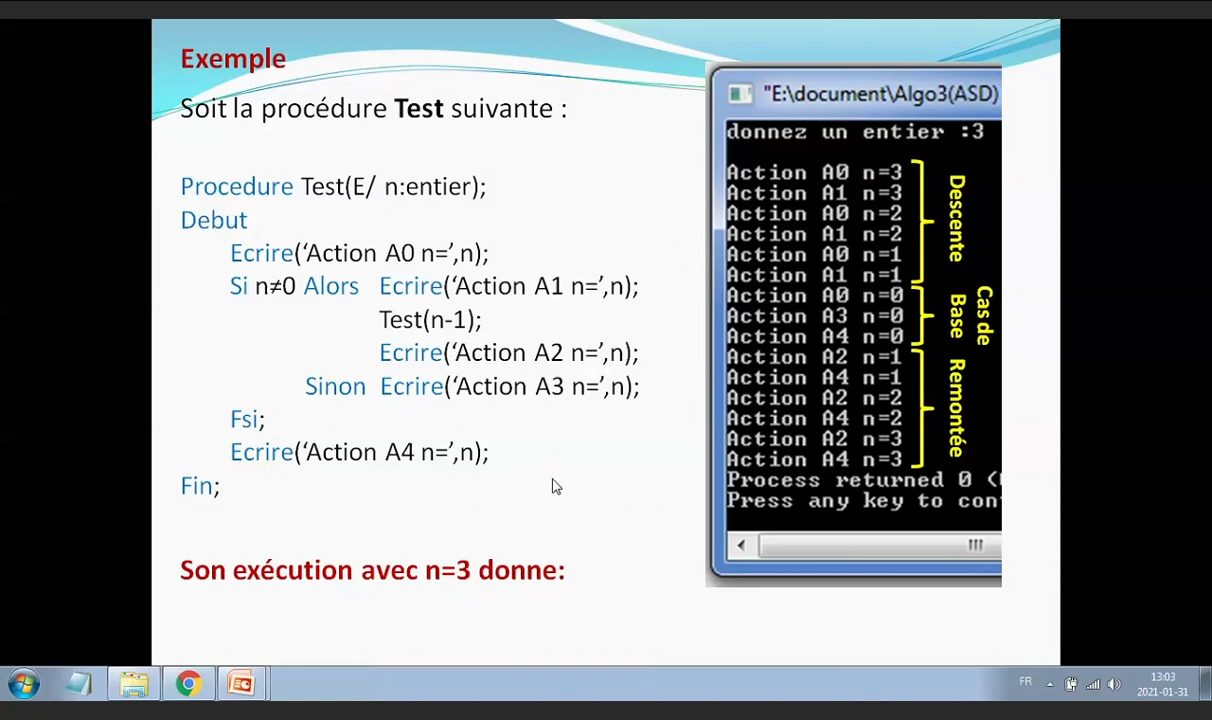 Exemple
Soit la procédure Test suivante :
Procedure Test(E/ n:entier);
Debut
Ecrire(‘Action A0 n=’,n);
Si n≠0 Alors Ecrire(‘Action A1 n=’,n);
Test(n-1);
Ecrire(‘Action A2 n=’,n);
Sinon Ecrire(‘Action A3 n=’,n);
Fsi;
Ecrire(‘Action A4 n=’,n);
Fin;
Son exécution avec n=3 donne:
"E:\document\Algo3(ASD)
donnez un entier :3
Action A0 n=3
Action A1 n=3
Action A0 n=2
Action A1 n=2
Action A0 n=1
Action A1 n=1
Action A0 n=0
Action A3 n=0
Action A4 n=0
Action A2 n=1
Action A4 n=1
Action A2 n=2
Action A4 n=2
Action A2 n=3
Action A4 n=3
Process returned 0 (
Press any key to con
Descente
Cas de
Base
Remontée
FR
13:03
2021-01-31